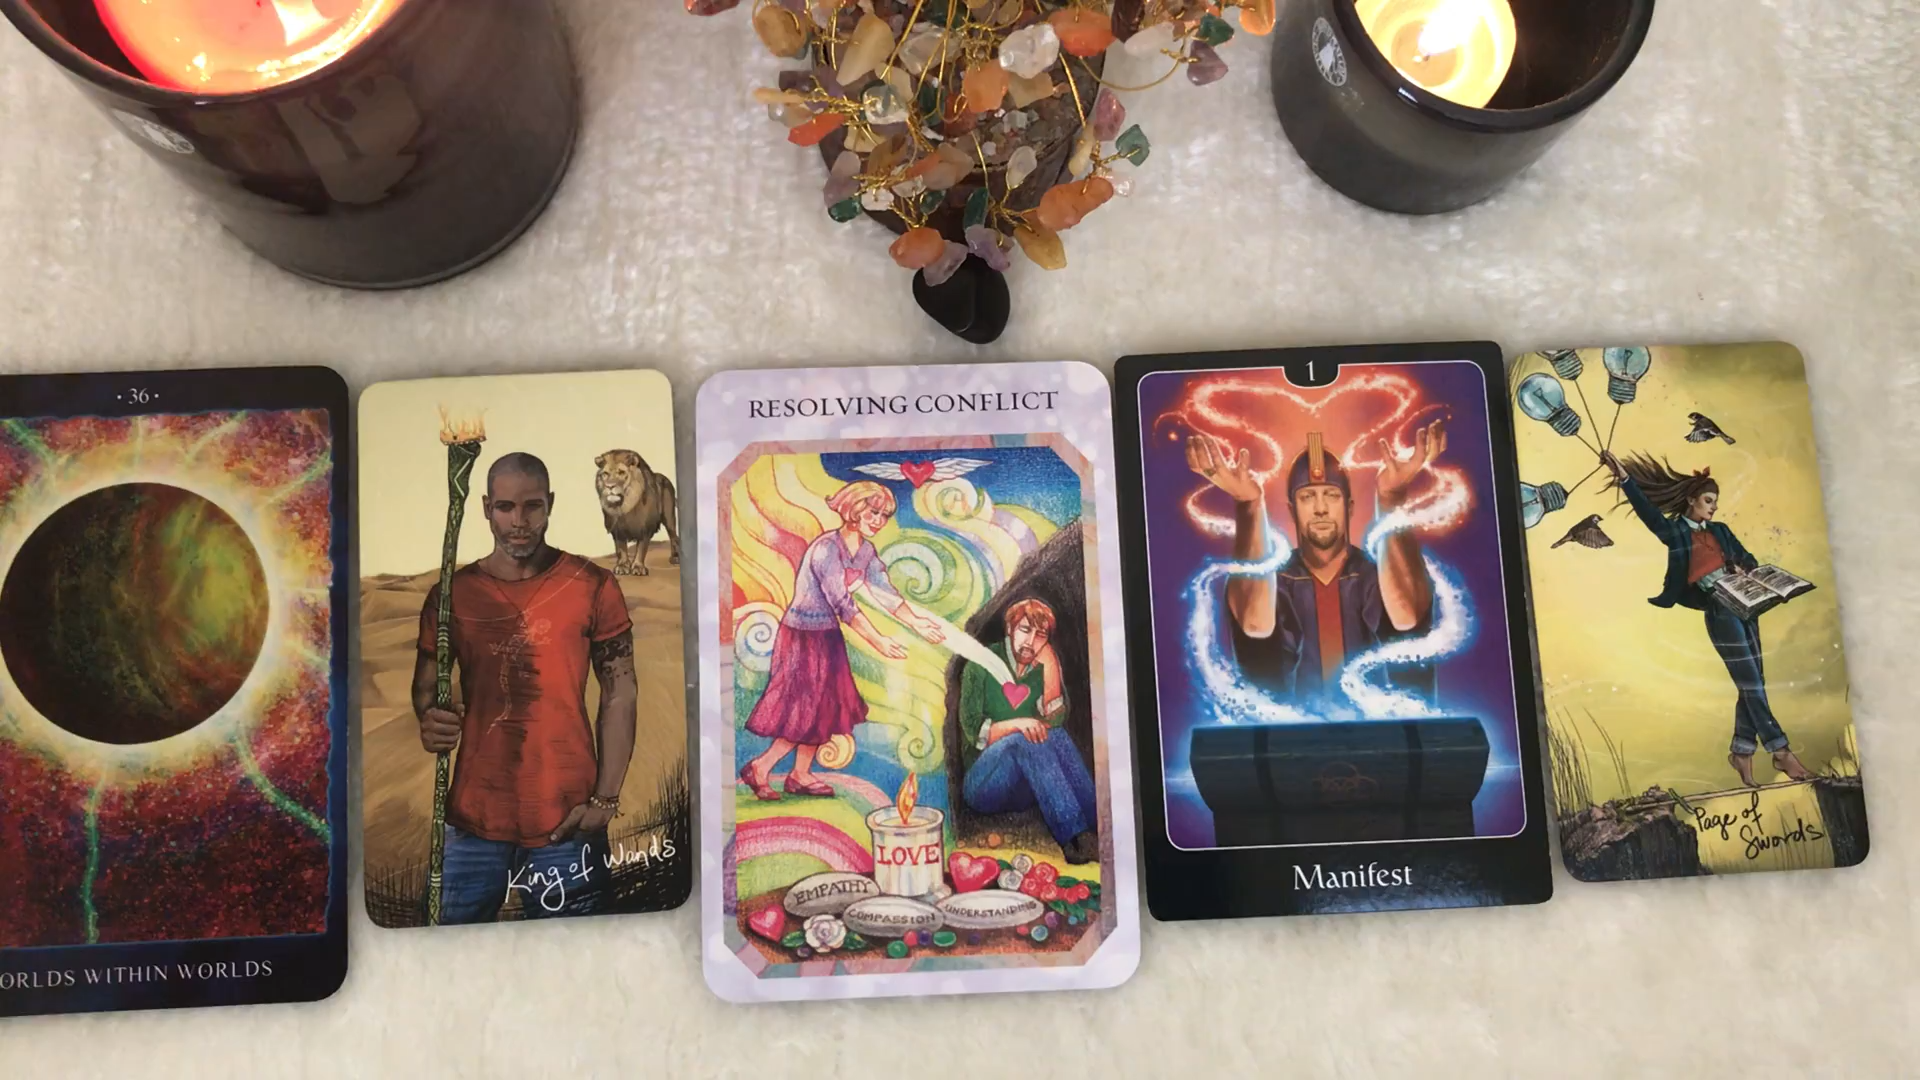 · 36 ·
ORLDS WITHIN WORLDS
King of Wands
RESOLVING CONFLICT
LOVE
EMPATHY
COMPASSION
UNDERSTANDING
1
Manifest
Page of
Swords